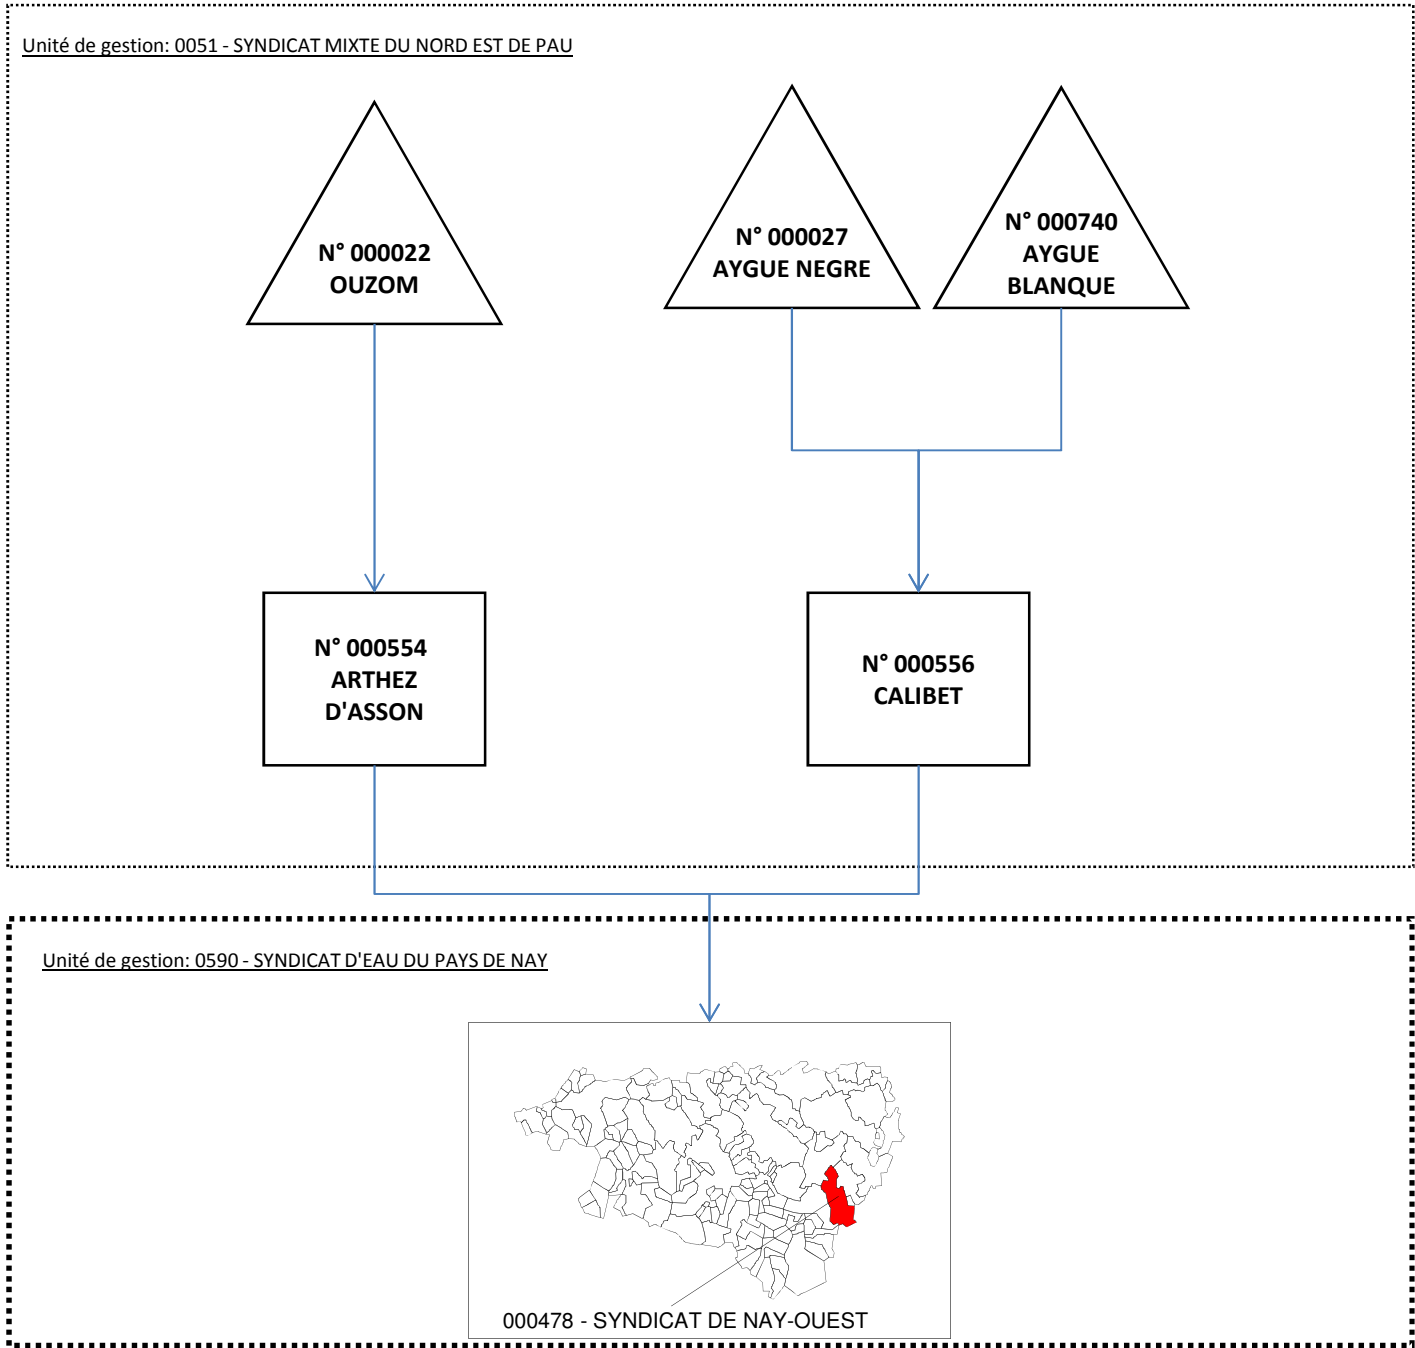 Unité de gestion: 0051 - SYNDICAT MIXTE DU NORD EST DE PAU
N° 000022
OUZOM
N° 000027
AYGUE NEGRE
N° 000740
AYGUE
BLANQUE
N° 000554
ARTHEZ
D'ASSON
N° 000556
CALIBET
Unité de gestion: 0590 - SYNDICAT D'EAU DU PAYS DE NAY
000478 - SYNDICAT DE NAY-OUEST